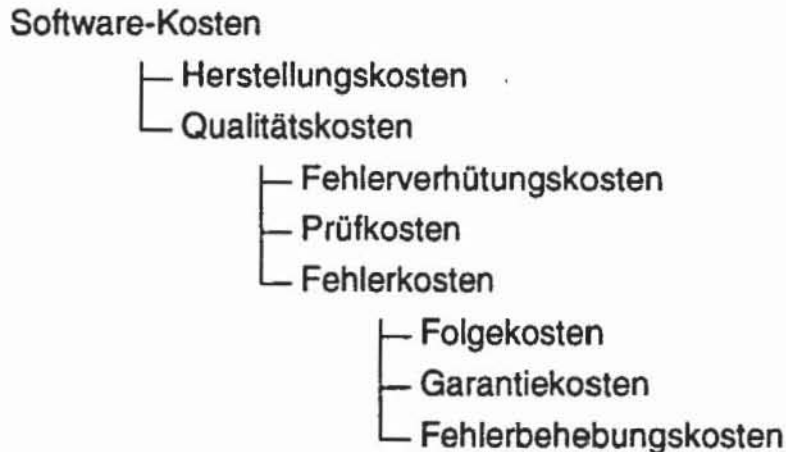 Software-Kosten
Herstellungskosten
Qualitätskosten
Fehlerverhütungskosten
Prüfkosten
Fehlerkosten
Folgekosten
Garantiekosten
Fehlerbehebungskosten